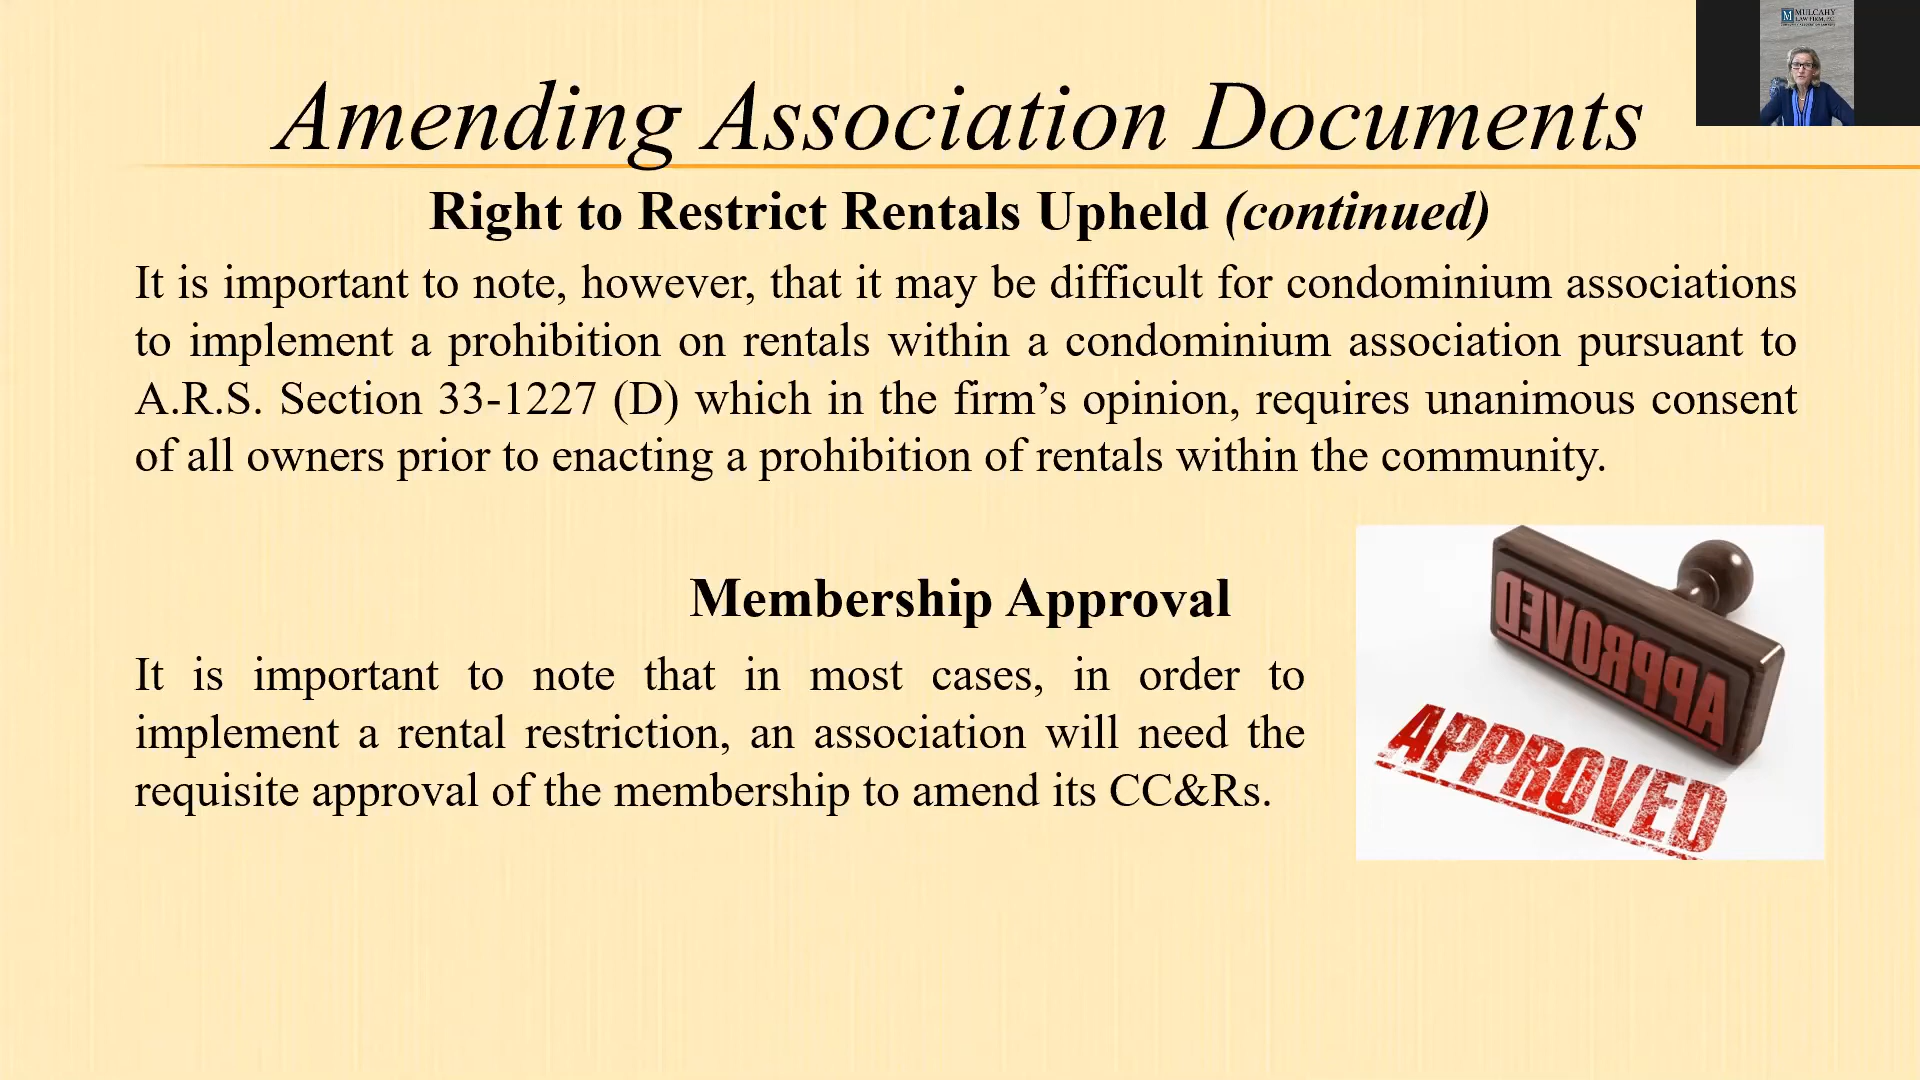 MULCAHY
LAW FIRM, P.C.
Amending Association Documents
Right to Restrict Rentals Upheld (continued)
It is important to note, however, that it may be difficult for condominium associations
to implement a prohibition on rentals within a condominium association pursuant to
A.R.S. Section 33-1227 (D) which in the firm’s opinion, requires unanimous consent
of all owners prior to enacting a prohibition of rentals within the community.
Membership Approval
It is important to note that in most cases, in order to
implement a rental restriction, an association will need the
requisite approval of the membership to amend its CC&Rs.
APPROVED
APPROVED